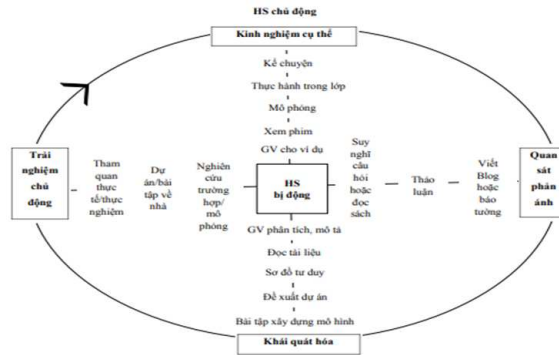 HS chủ động
Kinh nghiệm cụ thể
Kể chuyện
Thực hành trong lớp
Mô phỏng
Xem phim
GV cho ví dụ
Trải
nghiệm
chủ
động
Tham
quan
thực
tế/thực
nghiệm
Dự
án/bài
tập về
nhà
Nghiên
cứu
trường
hợp/
mô
phỏng
HS
bị động
Suy
nghĩ
câu
hỏi
hoặc
đọc
sách
Thảo
luận
Viết
Blog
hoặc
báo
tường
Quan
sát
phản
ánh
GV phân tích, mô tả
Đọc tài liệu
Sơ đồ tư duy
Đề xuất dự án
Bài tập xây dựng mô hình
Khái quát hóa